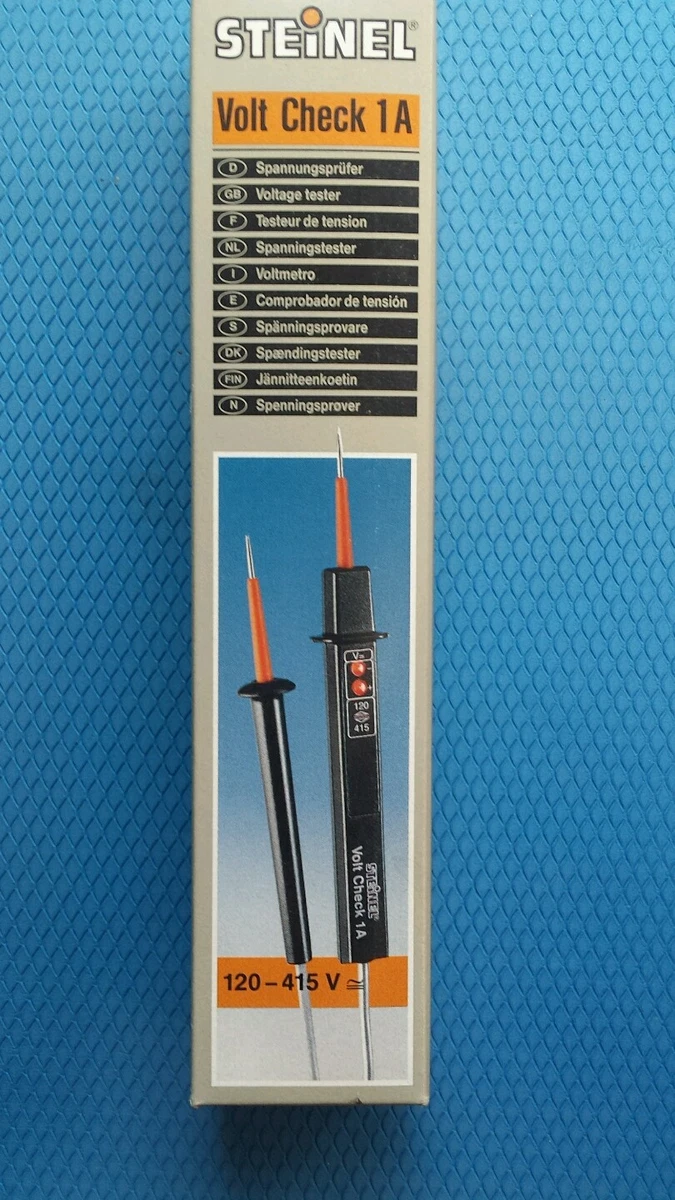 STEiNEL®
Volt Check 1A
D Spannungsprüfer
GB Voltage tester
F Testeur de tension
NL Spanningstester
I Voltmetro
E Comprobador de tensión
S Spänningsprovare
DK Spændingstester
FIN Jännitteenkoetin
N Spenningsprøver
V≃
-
+
120
415
STEiNEL
Volt Check 1A
120–415 V ≃